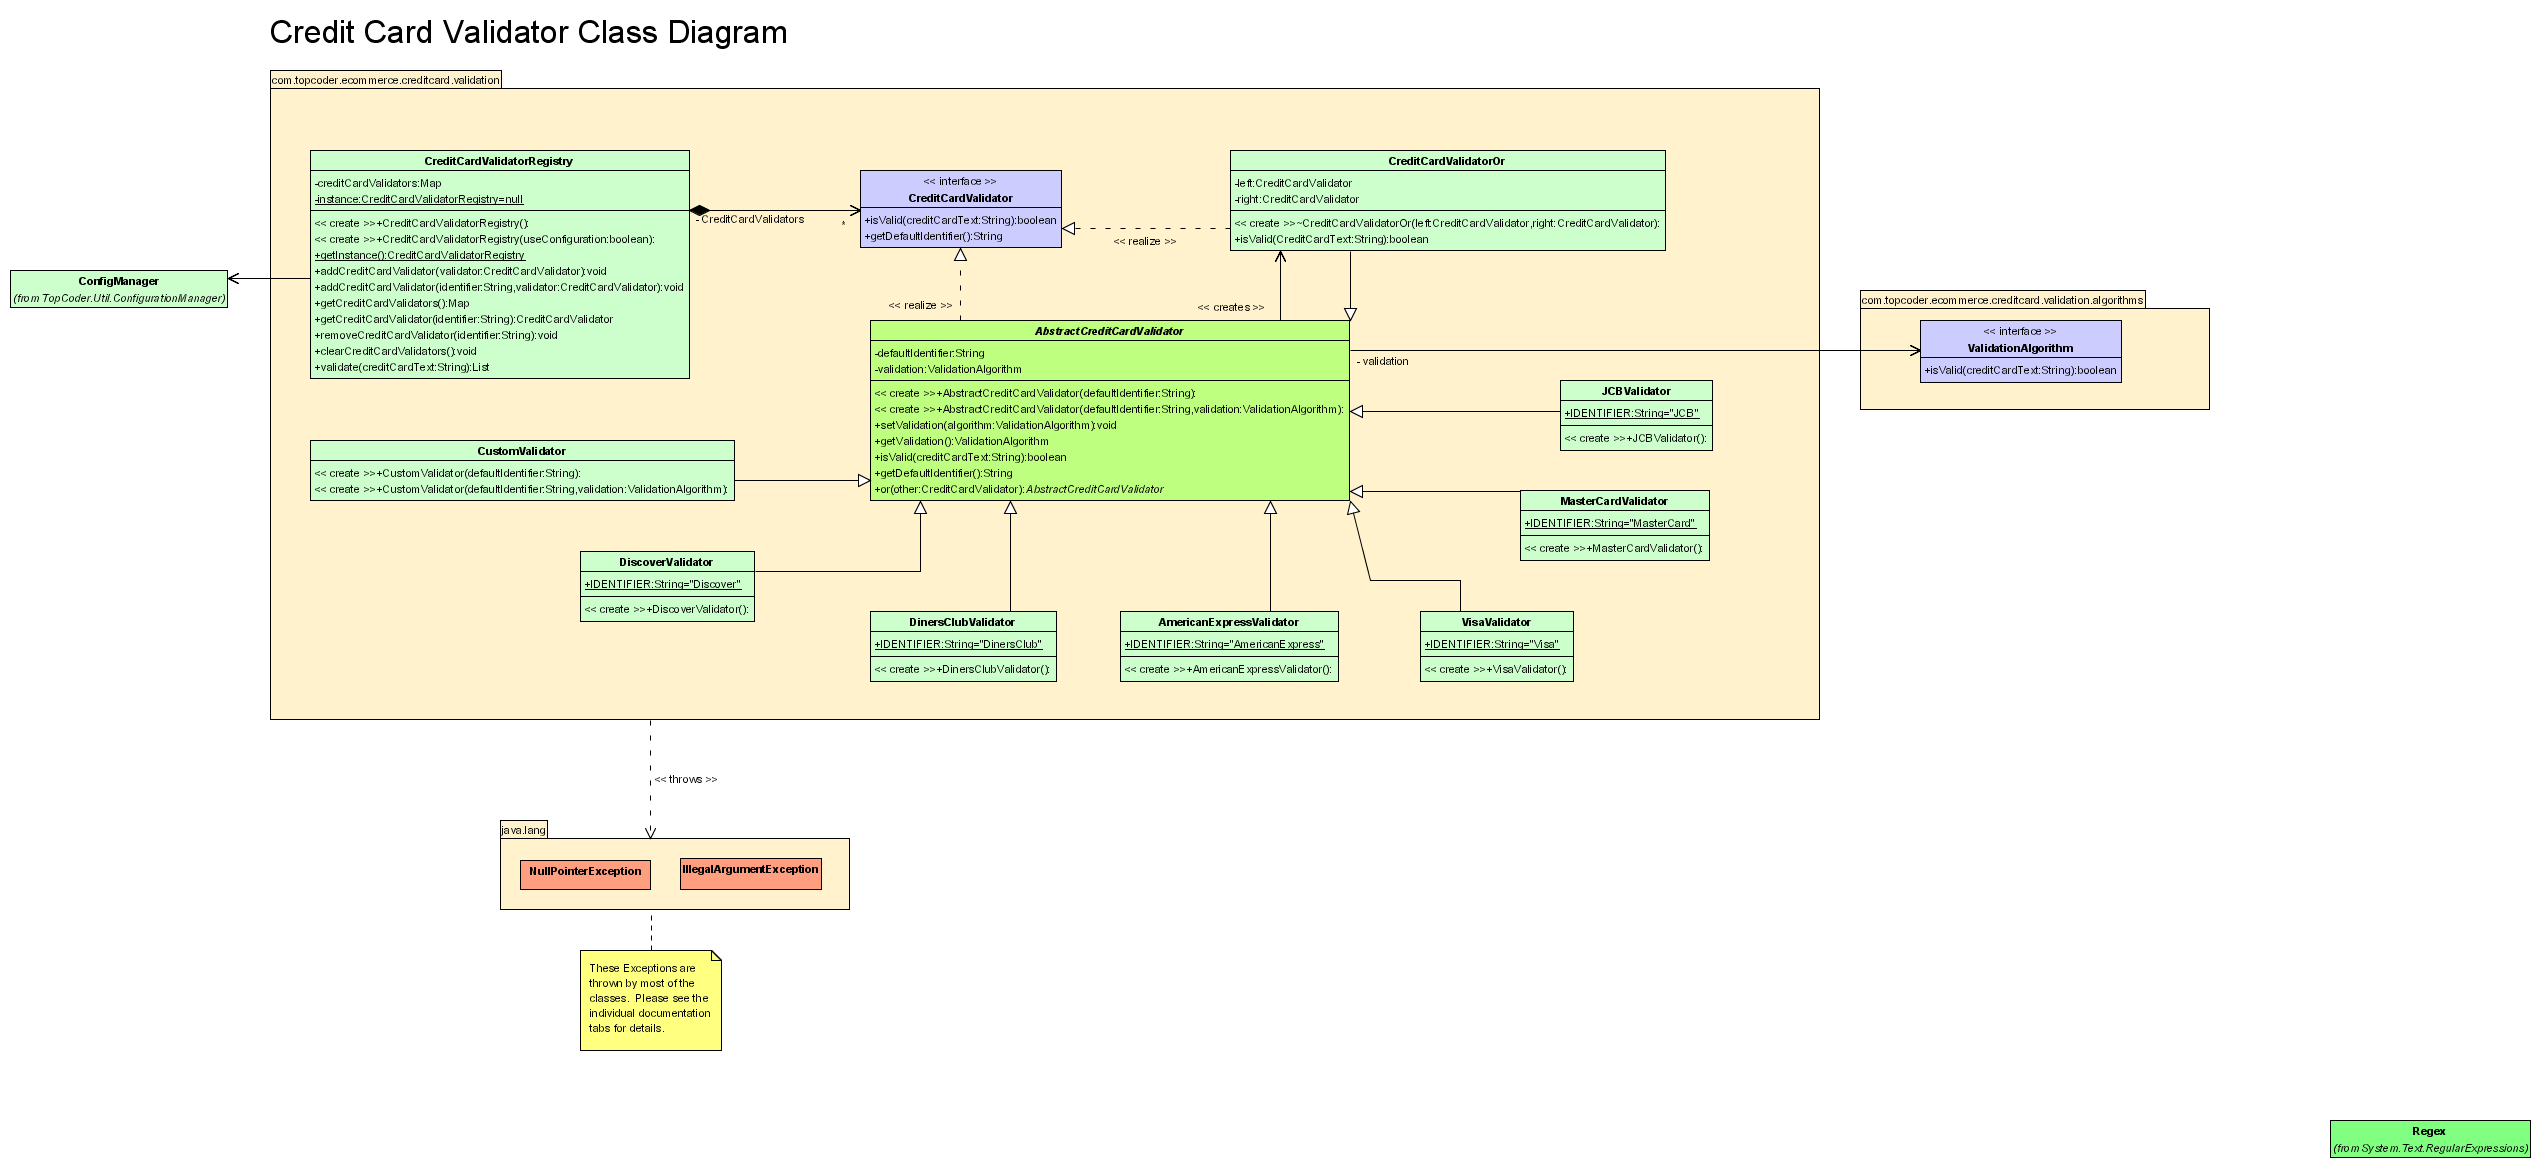 Credit Card Validator Class Diagram
com.topcoder.ecommerce.creditcard.validation
CreditCardValidatorRegistry
-creditCardValidators:Map
-instance:CreditCardValidatorRegistry=null
<< create >>+CreditCardValidatorRegistry():
<< create >>+CreditCardValidatorRegistry(useConfiguration:boolean):
+getInstance():CreditCardValidatorRegistry
+addCreditCardValidator(validator:CreditCardValidator):void
+addCreditCardValidator(identifier:String,validator:CreditCardValidator):void
+getCreditCardValidators():Map
+getCreditCardValidator(identifier:String):CreditCardValidator
+removeCreditCardValidator(identifier:String):void
+clearCreditCardValidators():void
+validate(creditCardText:String):List
- CreditCardValidators
*
<< interface >>
CreditCardValidator
+isValid(creditCardText:String):boolean
+getDefaultIdentifier():String
<< realize >>
CreditCardValidatorOr
-left:CreditCardValidator
-right:CreditCardValidator
<< create >>~CreditCardValidatorOr(left:CreditCardValidator,right:CreditCardValidator):
+isValid(CreditCardText:String):boolean
ConfigManager
(from TopCoder.Util.ConfigurationManager)
<< realize >>
<< creates >>
com.topcoder.ecommerce.creditcard.validation.algorithms
<< interface >>
ValidationAlgorithm
+isValid(creditCardText:String):boolean
AbstractCreditCardValidator
-defaultIdentifier:String
-validation:ValidationAlgorithm
<< create >>+AbstractCreditCardValidator(defaultIdentifier:String):
<< create >>+AbstractCreditCardValidator(defaultIdentifier:String,validation:ValidationAlgorithm):
+setValidation(algorithm:ValidationAlgorithm):void
+getValidation():ValidationAlgorithm
+isValid(creditCardText:String):boolean
+getDefaultIdentifier():String
+or(other:CreditCardValidator):AbstractCreditCardValidator
- validation
JCBValidator
+IDENTIFIER:String="JCB"
<< create >>+JCBValidator():
CustomValidator
<< create >>+CustomValidator(defaultIdentifier:String):
<< create >>+CustomValidator(defaultIdentifier:String,validation:ValidationAlgorithm):
MasterCardValidator
+IDENTIFIER:String="MasterCard"
<< create >>+MasterCardValidator():
DiscoverValidator
+IDENTIFIER:String="Discover"
<< create >>+DiscoverValidator():
DinersClubValidator
+IDENTIFIER:String="DinersClub"
<< create >>+DinersClubValidator():
AmericanExpressValidator
+IDENTIFIER:String="AmericanExpress"
<< create >>+AmericanExpressValidator():
VisaValidator
+IDENTIFIER:String="Visa"
<< create >>+VisaValidator():
<< throws >>
java.lang
NullPointerException
IllegalArgumentException
These Exceptions are
thrown by most of the
classes.  Please see the
individual documentation
tabs for details.
Regex
(from System.Text.RegularExpressions)